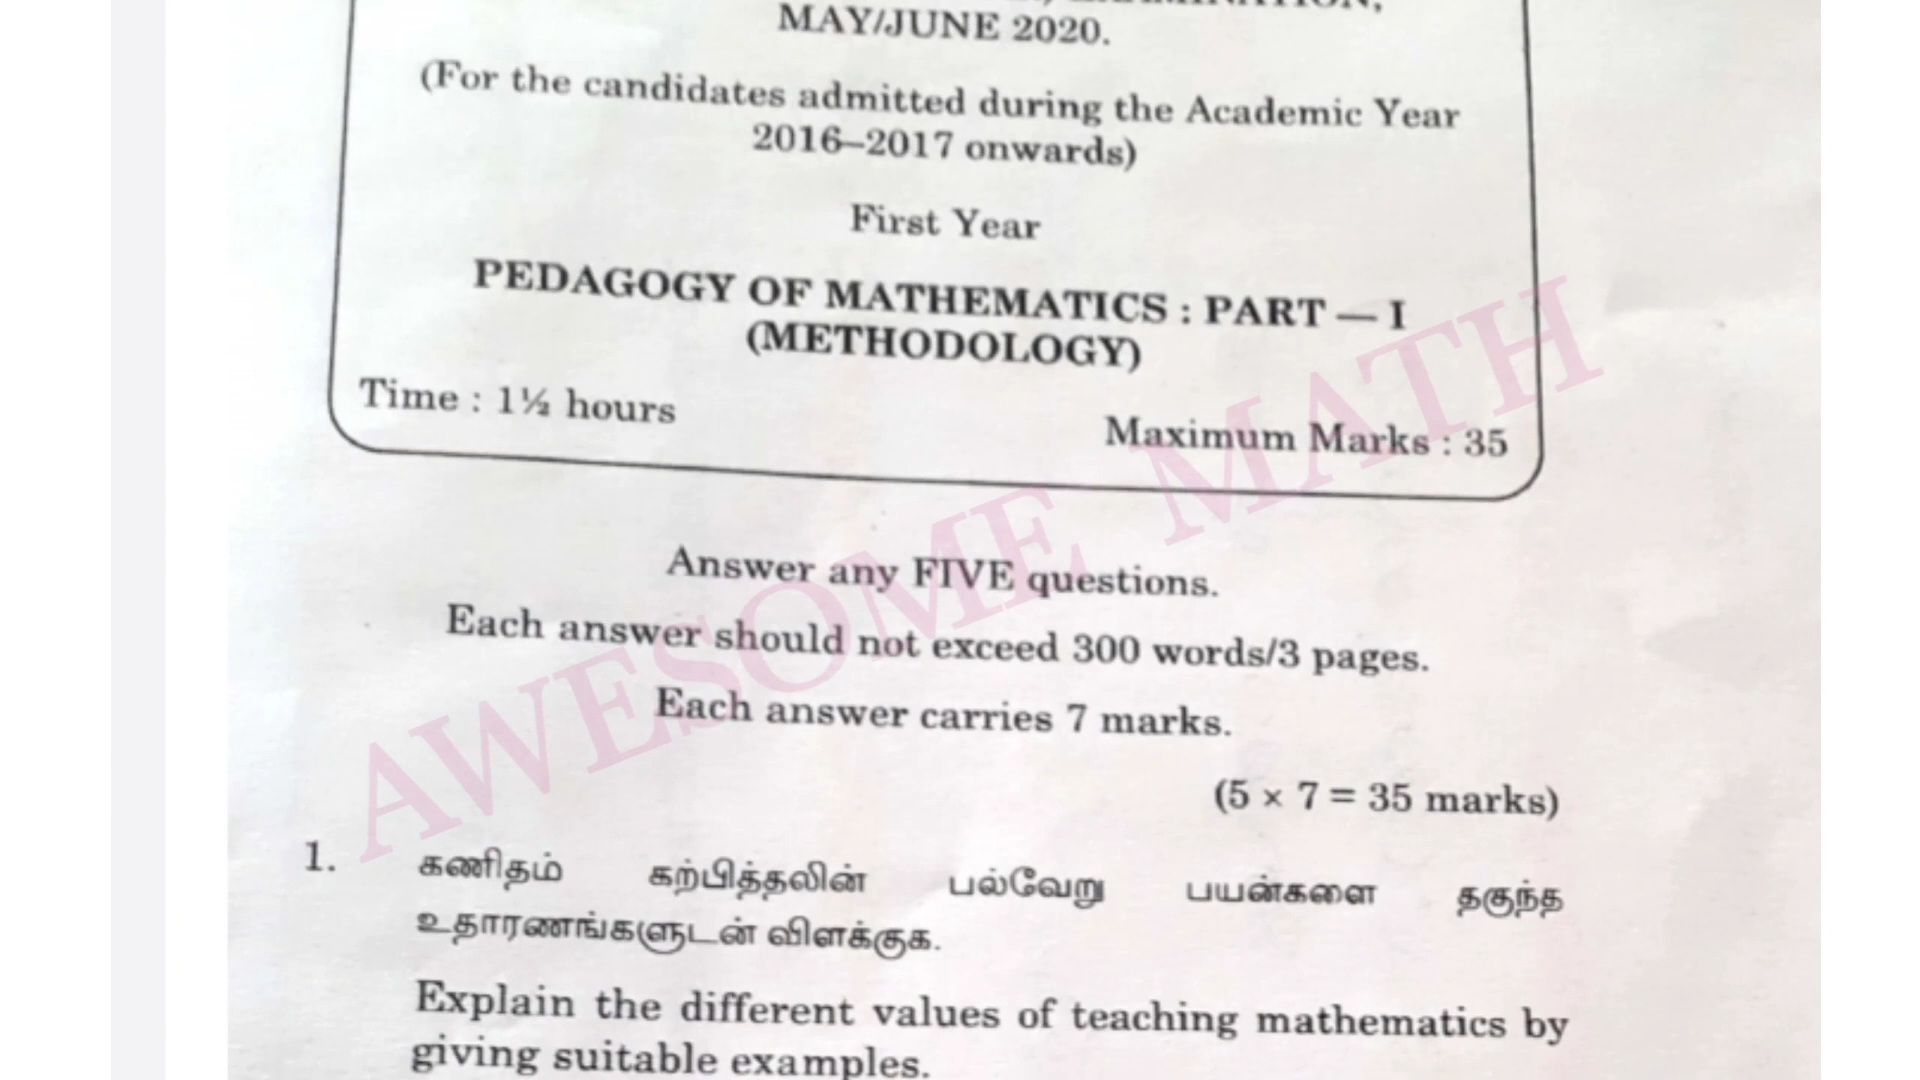 MAY/JUNE 2020.
(For the candidates admitted during the Academic Year
2016–2017 onwards)
First Year
PEDAGOGY OF MATHEMATICS : PART — I
(METHODOLOGY)
Time : 1½ hours
Maximum Marks : 35
Answer any FIVE questions.
Each answer should not exceed 300 words/3 pages.
Each answer carries 7 marks.
(5 × 7 = 35 marks)
1. கணிதம் கற்பித்தலின் பல்வேறு பயன்களை தகுந்த
உதாரணங்களுடன் விளக்குக.
Explain the different values of teaching mathematics by
giving suitable examples.
AWESOME MATH